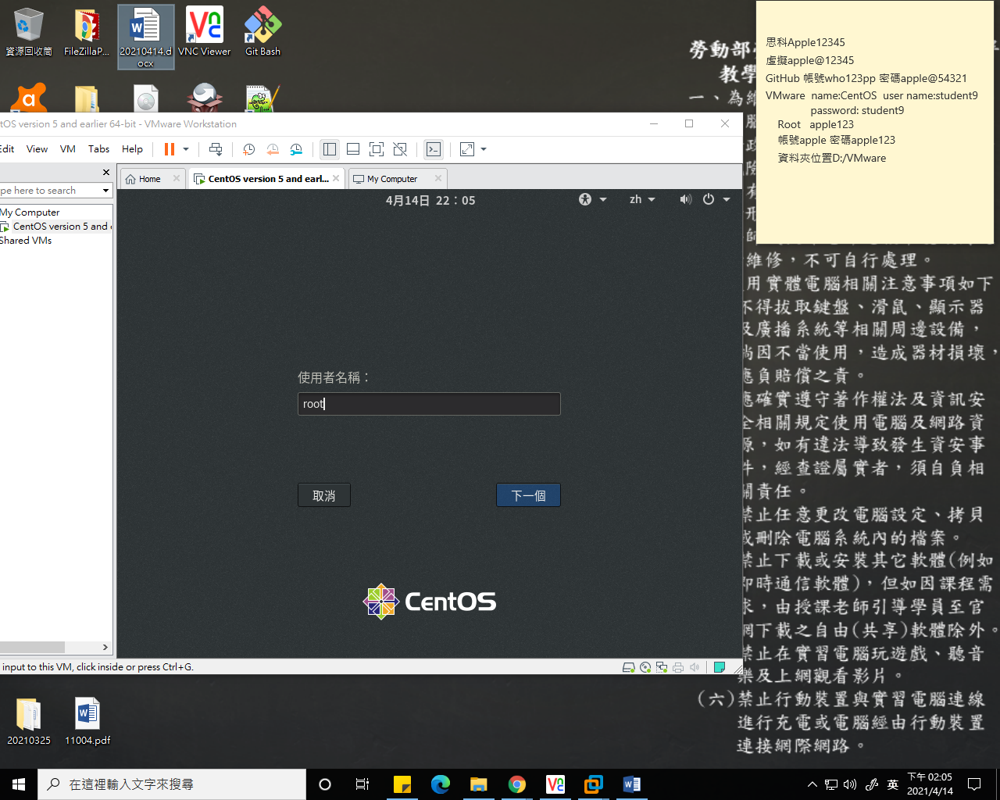 資源回收筒
FileZillaP...
20210414.docx
VNC Viewer
Git Bash
思科Apple12345
虛擬apple@12345
GitHub 帳號who123pp 密碼apple@54321
VMware name:CentOS user name:student9
password: student9
Root apple123
帳號apple 密碼apple123
資料夾位置D:/VMware
勞動部
教學
一、為維
tOS version 5 and earlier 64-bit - VMware Workstation
Edit View VM Tabs Help
Home
CentOS version 5 and earl...
My Computer
pe here to search
My Computer
CentOS version 5 and e
Shared VMs
4月14日 22：05
zh
使用者名稱：
root
取消
下一個
CentOS
input to this VM, click inside or press Ctrl+G.
維修，不可自行處理。
用實體電腦相關注意事項如下
不得拔取鍵盤、滑鼠、顯示器
及廣播系統等相關周邊設備，
倘因不當使用，造成器材損壞，
應負賠償之責。
應確實遵守著作權法及資訊安
全相關規定使用電腦及網路資
源，如有違法導致發生資安事
件，經查證屬實者，須自負相
關責任。
禁止任意更改電腦設定、拷貝
或刪除電腦系統內的檔案。
禁止下載或安裝其它軟體(例如
即時通信軟體)，但如因課程需
求，由授課老師引導學員至官
網下載之自由(共享)軟體除外。
禁止在實習電腦玩遊戲、聽音
樂及上網觀看影片。
(六)禁止行動裝置與實習電腦連線
進行充電或電腦經由行動裝置
連接網際網路。
20210325
11004.pdf
在這裡輸入文字來搜尋
英
下午 02:05
2021/4/14